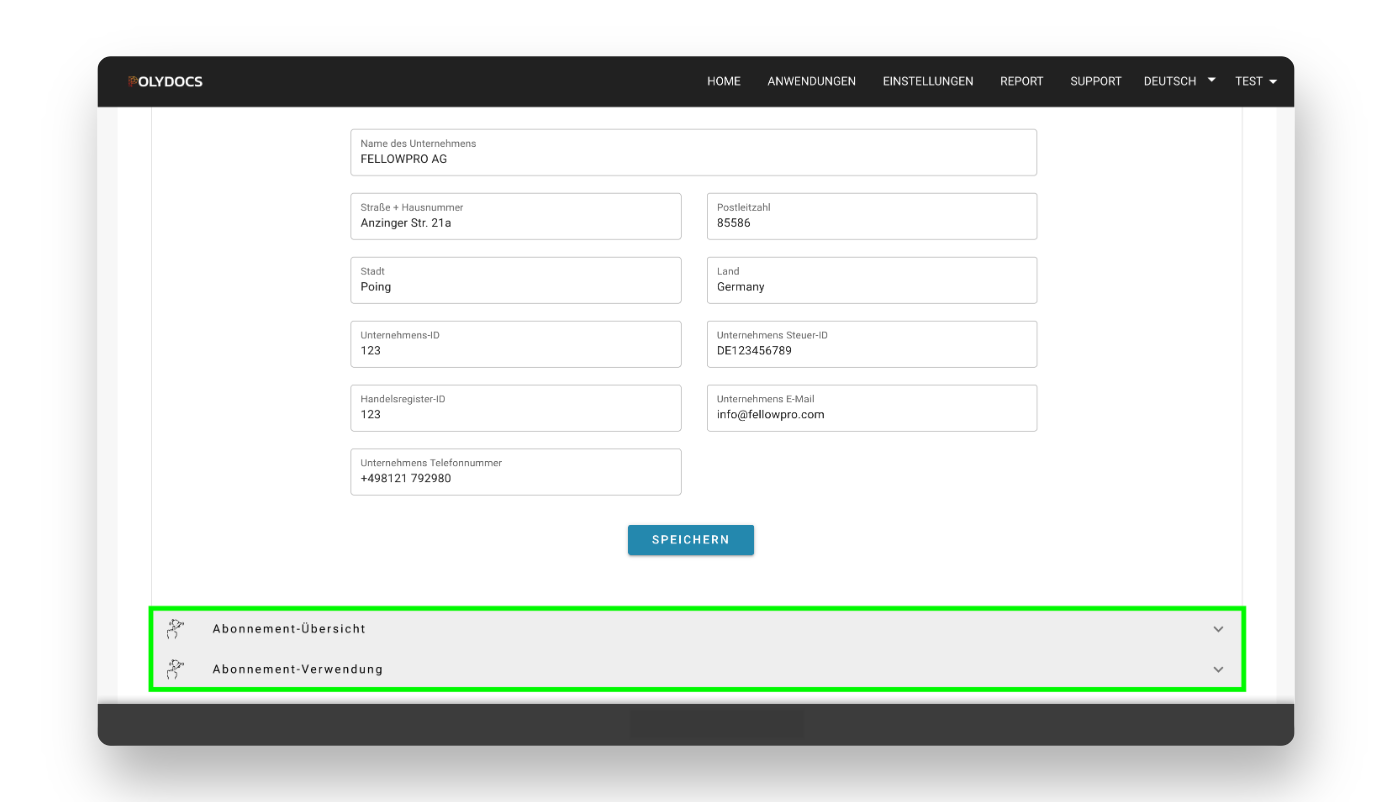 POLYDOCS HOME ANWENDUNGEN EINSTELLUNGEN REPORT SUPPORT DEUTSCH TEST
Name des Unternehmens
FELLOWPRO AG
Straße + Hausnummer
Anzinger Str. 21a
Postleitzahl
85586
Stadt
Poing
Land
Germany
Unternehmens-ID
123
Unternehmens Steuer-ID
DE123456789
Handelsregister-ID
123
Unternehmens E-Mail
info@fellowpro.com
Unternehmens Telefonnummer
+498121 792980
SPEICHERN
Abonnement-Übersicht
Abonnement-Verwendung